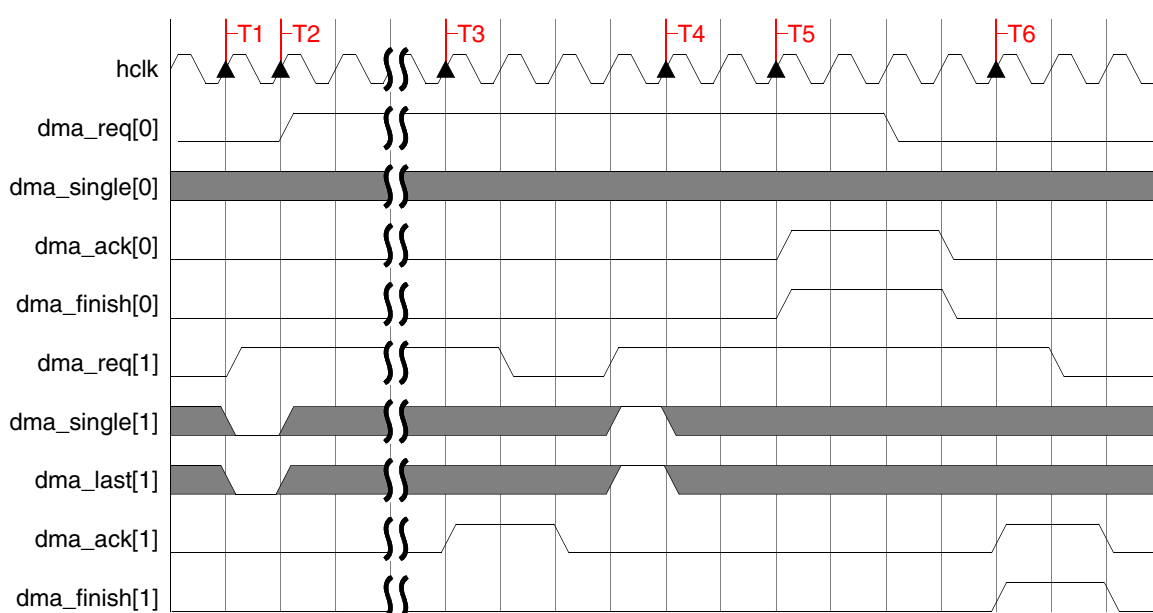 T1 T2 T3 T4 T5 T6
hclk
dma_req[0]
dma_single[0]
dma_ack[0]
dma_finish[0]
dma_req[1]
dma_single[1]
dma_last[1]
dma_ack[1]
dma_finish[1]